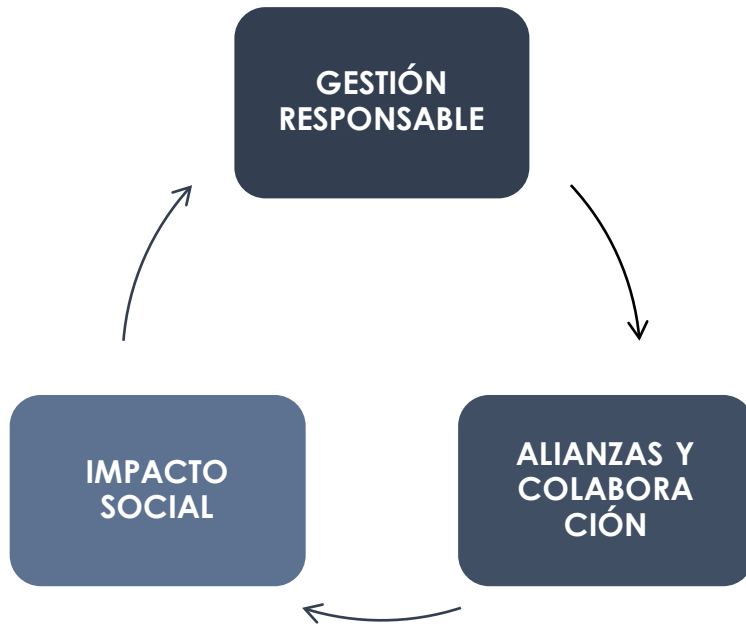 GESTIÓN
RESPONSABLE
IMPACTO
SOCIAL
ALIANZAS Y
COLABORA
CIÓN